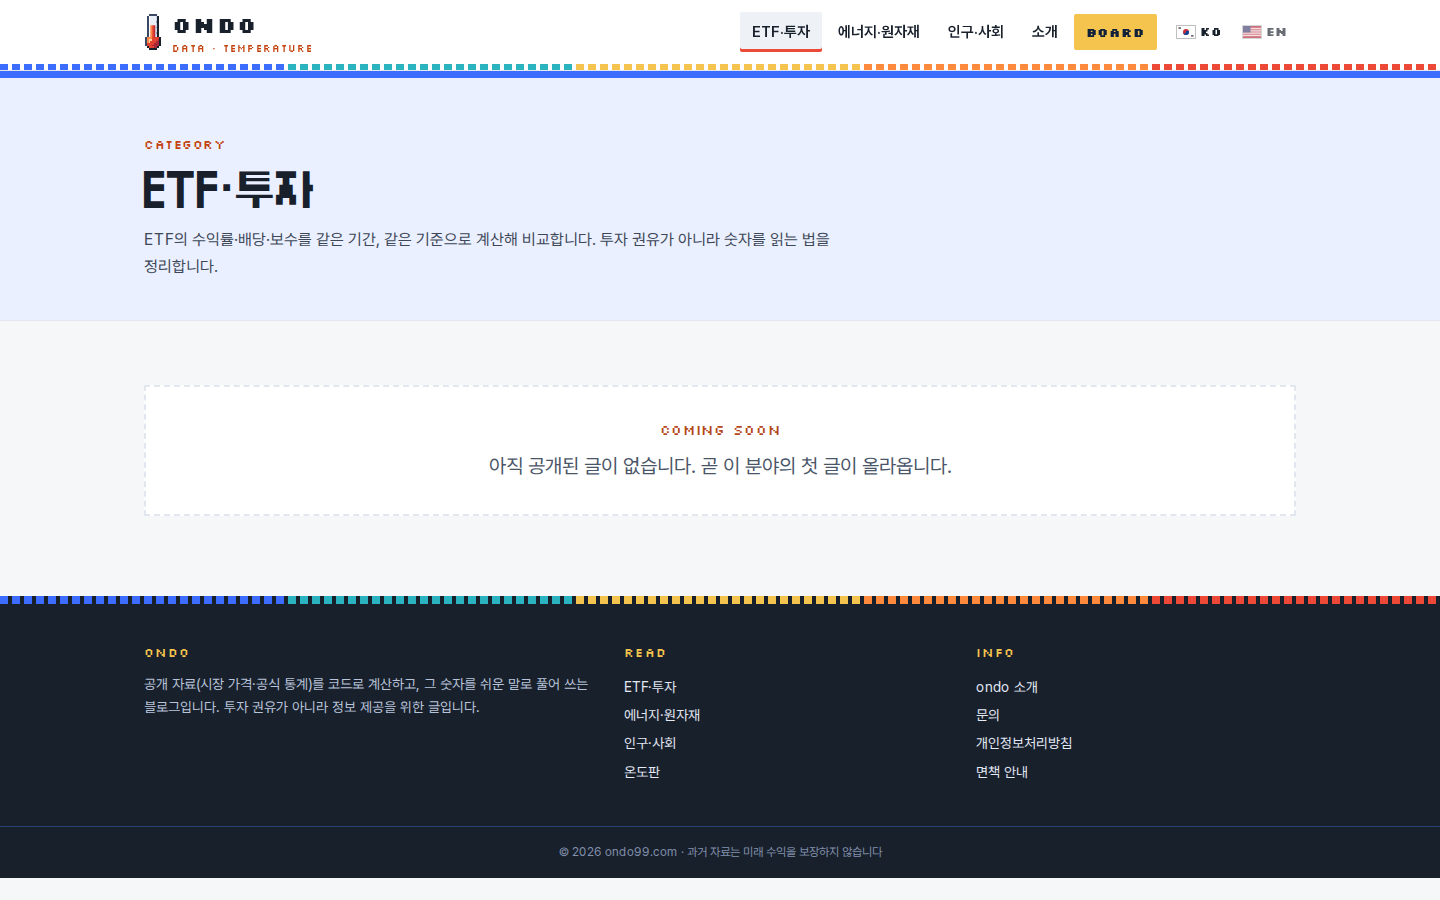 ONDO
DATA · TEMPERATURE
ETF·투자
에너지·원자재
인구·사회
소개
BOARD
KO
EN
CATEGORY
ETF·투자
ETF의 수익률·배당·보수를 같은 기간, 같은 기준으로 계산해 비교합니다. 투자 권유가 아니라 숫자를 읽는 법을
정리합니다.
COMING SOON
아직 공개된 글이 없습니다. 곧 이 분야의 첫 글이 올라옵니다.
ONDO
공개 자료(시장 가격·공식 통계)를 코드로 계산하고, 그 숫자를 쉬운 말로 풀어 쓰는
블로그입니다. 투자 권유가 아니라 정보 제공을 위한 글입니다.
READ
ETF·투자
에너지·원자재
인구·사회
온도판
INFO
ondo 소개
문의
개인정보처리방침
면책 안내
© 2026 ondo99.com · 과거 자료는 미래 수익을 보장하지 않습니다